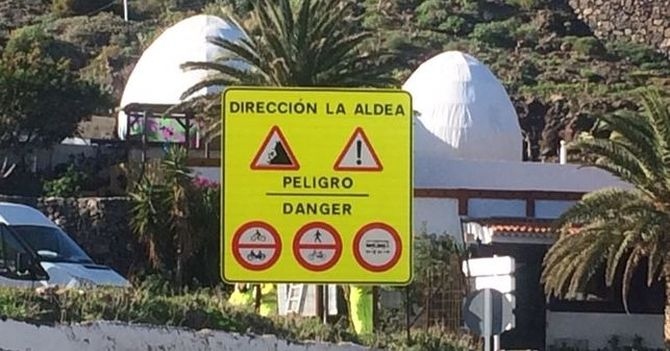 DIRECCIÓN LA ALDEA
PELIGRO
DANGER